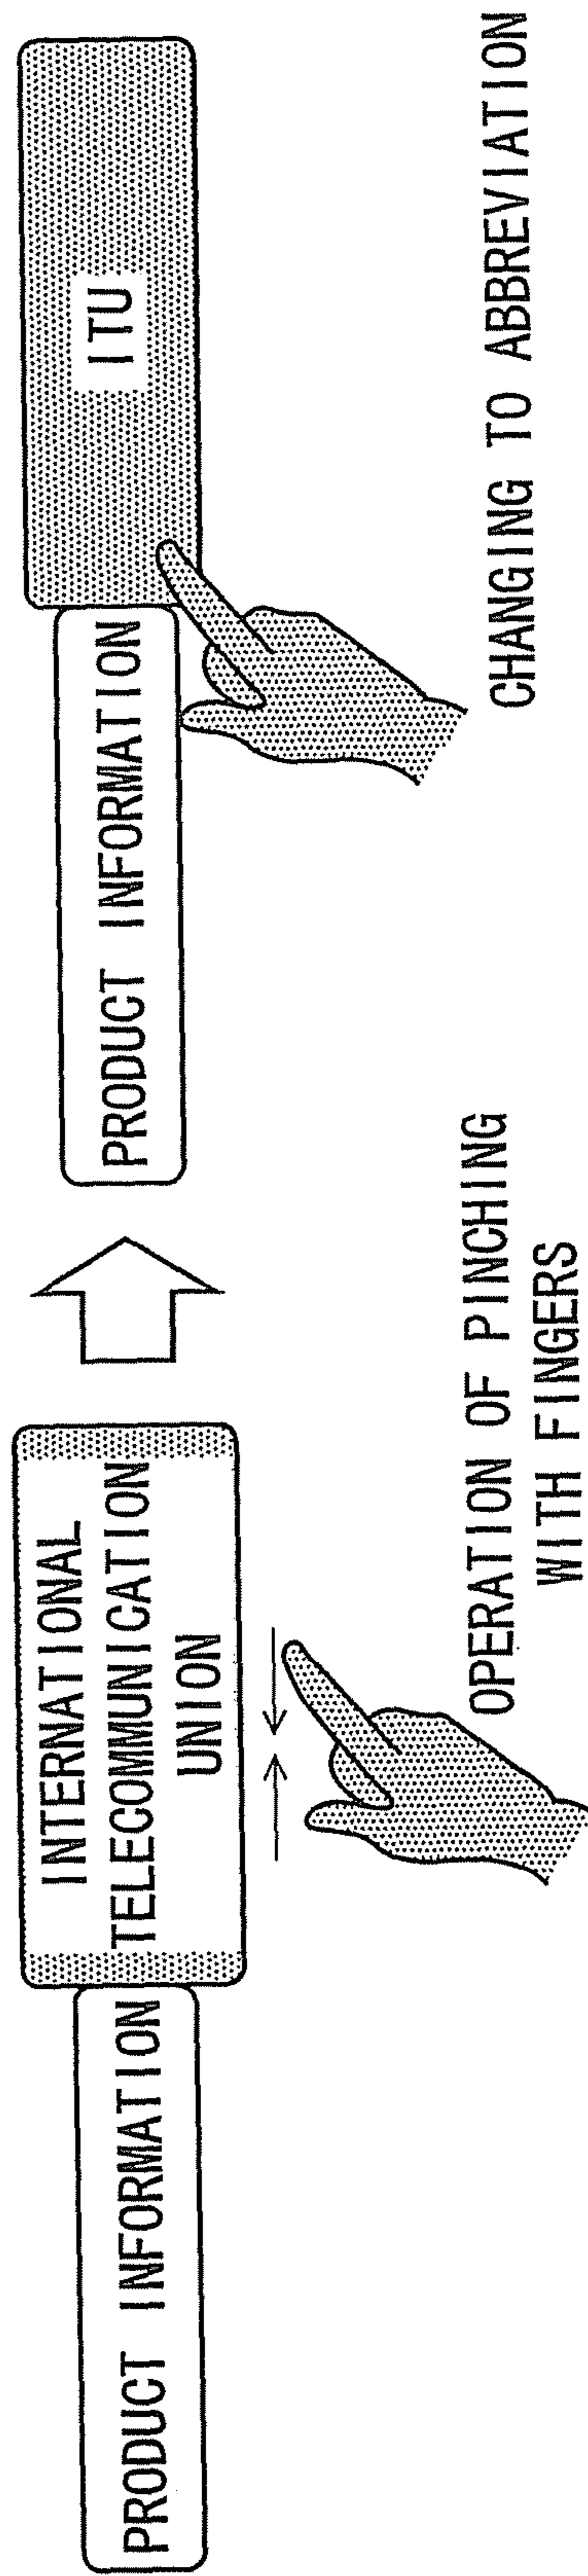 PRODUCT INFORMATION
INTERNATIONAL
TELECOMMUNICATION
UNION
OPERATION OF PINCHING
WITH FINGERS
PRODUCT INFORMATION
ITU
CHANGING TO ABBREVIATION